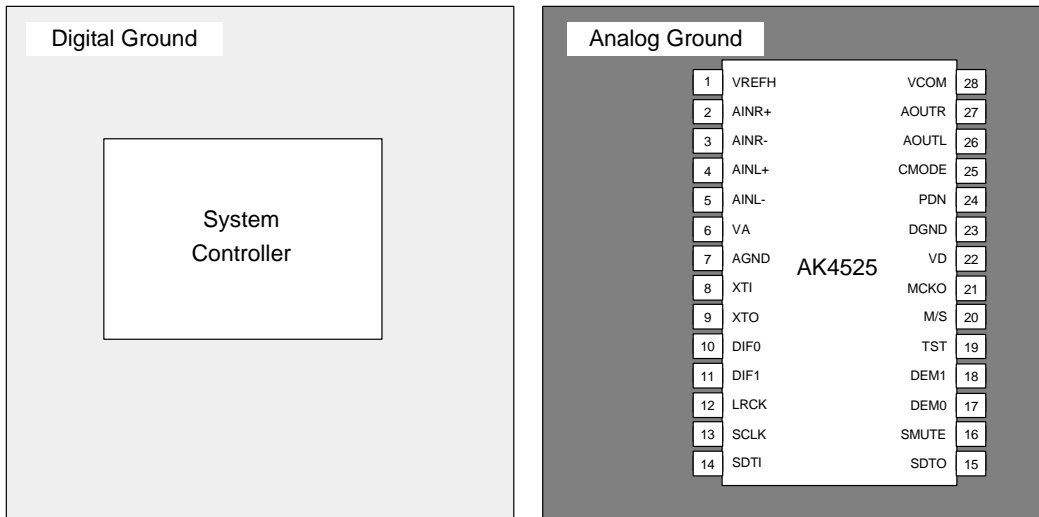 Digital Ground
System
Controller
Analog Ground
1 VREFH VCOM 28
2 AINR+ AOUTR 27
3 AINR- AOUTL 26
4 AINL+ CMODE 25
5 AINL- PDN 24
6 VA DGND 23
7 AGND VD 22
AK4525
8 XTI MCKO 21
9 XTO M/S 20
10 DIF0 TST 19
11 DIF1 DEM1 18
12 LRCK DEM0 17
13 SCLK SMUTE 16
14 SDTI SDTO 15